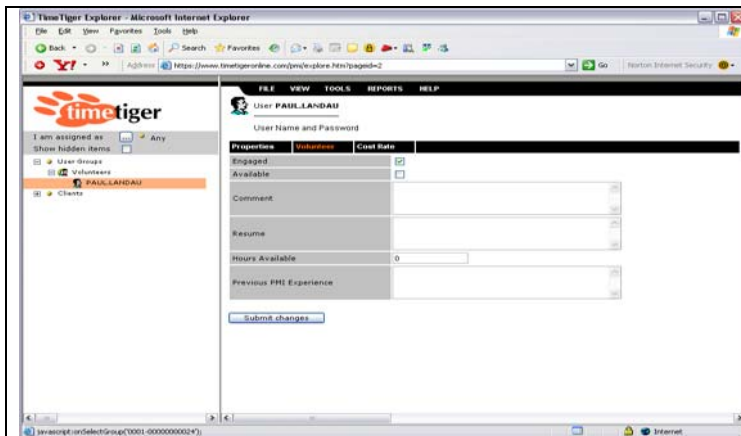 TimeTiger Explorer - Microsoft Internet Explorer
File Edit View Favorites Tools Help
Back Search Favorites
Y! Address https://www.timetigeronline.com/pmi/explore.htm?pageid=2 Go Norton Internet Security
FILE VIEW TOOLS REPORTS HELP
timetiger
User PAUL.LANDAU
User Name and Password
I am assigned as ... Any
Show hidden items
User Groups
Volunteers
PAUL.LANDAU
Clients
Properties Volunteer Cost Rate
Engaged
Available
Comment
Resume
Hours Available 0
Previous PMI Experience
Submit changes
javascript:onSelectGroup('0001-00000000024'); Internet